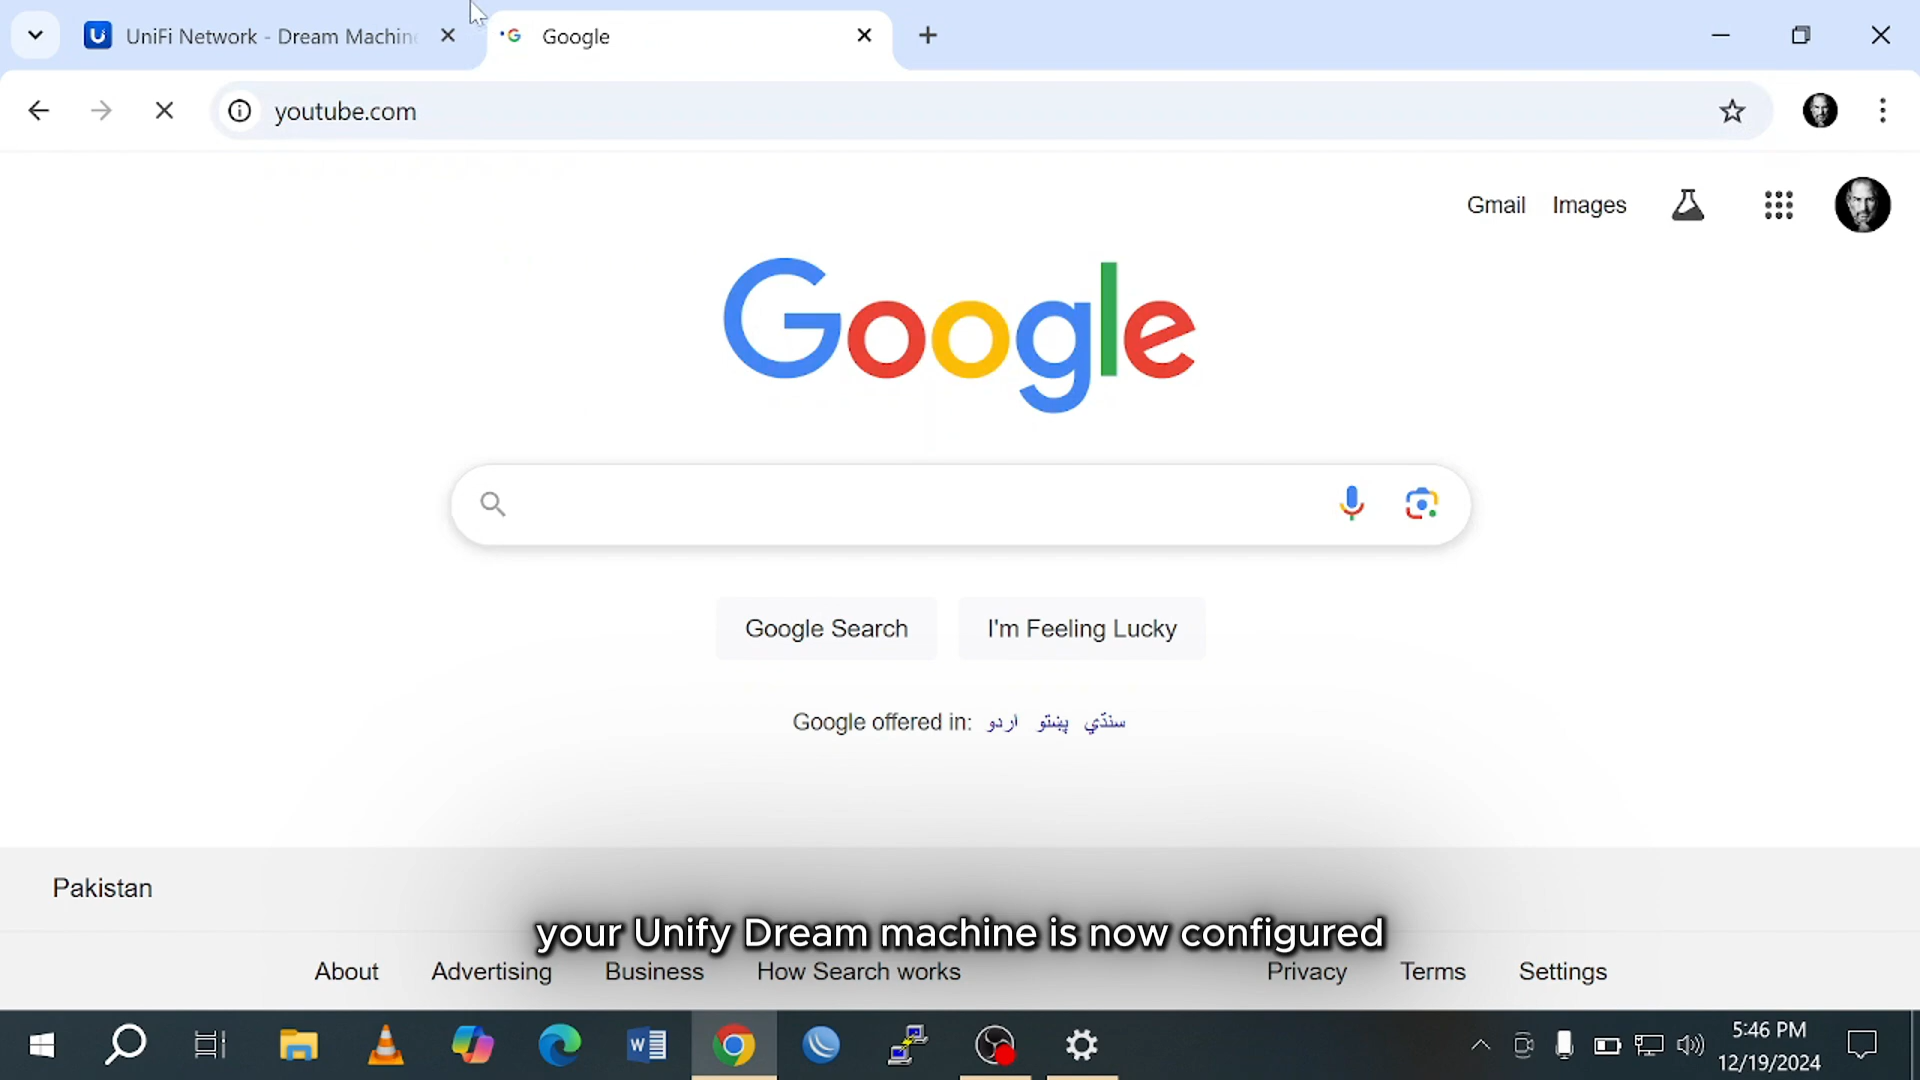 UniFi Network - Dream Machine
Google
youtube.com
Gmail
Images
Google
Google Search
I'm Feeling Lucky
Google offered in: اردو پښتو سنڌي
Pakistan
your Unify Dream machine is now configured
About
Advertising
Business
How Search works
Privacy
Terms
Settings
5:46 PM
12/19/2024